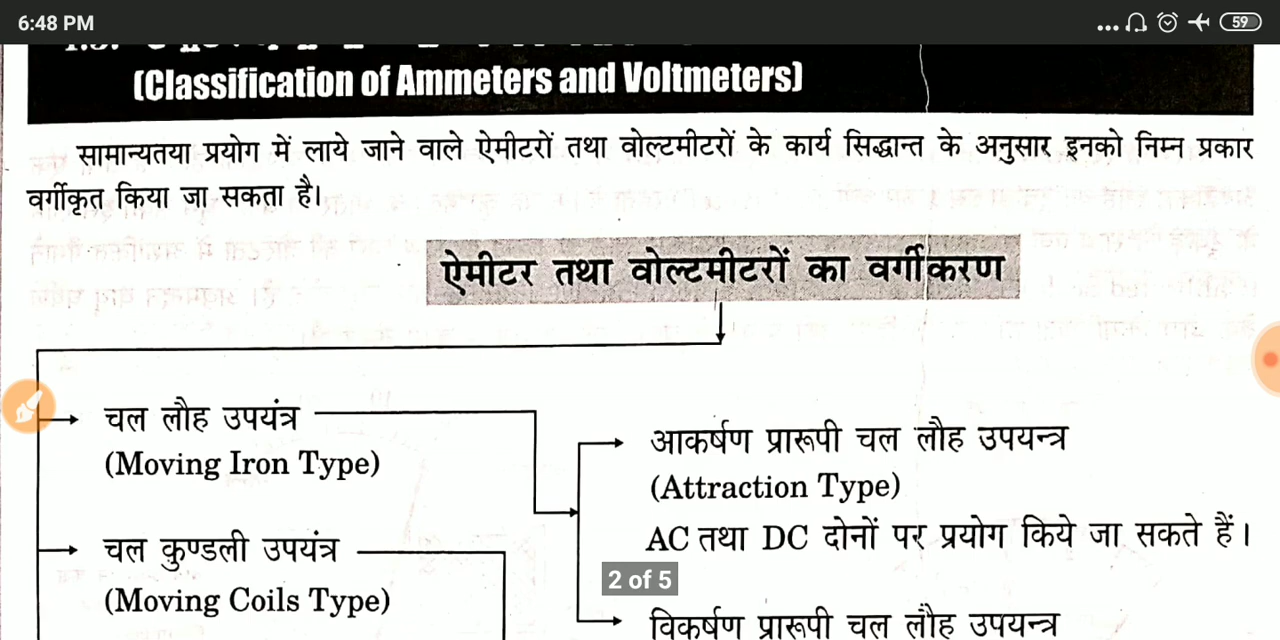 6:48 PM
59
(Classification of Ammeters and Voltmeters)
सामान्यतया प्रयोग में लाये जाने वाले ऐमीटरों तथा वोल्टमीटरों के कार्य सिद्धान्त के अनुसार इनको निम्न प्रकार
वर्गीकृत किया जा सकता है।
ऐमीटर तथा वोल्टमीटरों का वर्गीकरण
चल लौह उपयंत्र
(Moving Iron Type)
आकर्षण प्रारूपी चल लौह उपयन्त्र
(Attraction Type)
AC तथा DC दोनों पर प्रयोग किये जा सकते हैं।
चल कुण्डली उपयंत्र
(Moving Coils Type)
2 of 5
विकर्षण प्रारूपी चल लौह उपयन्त्र